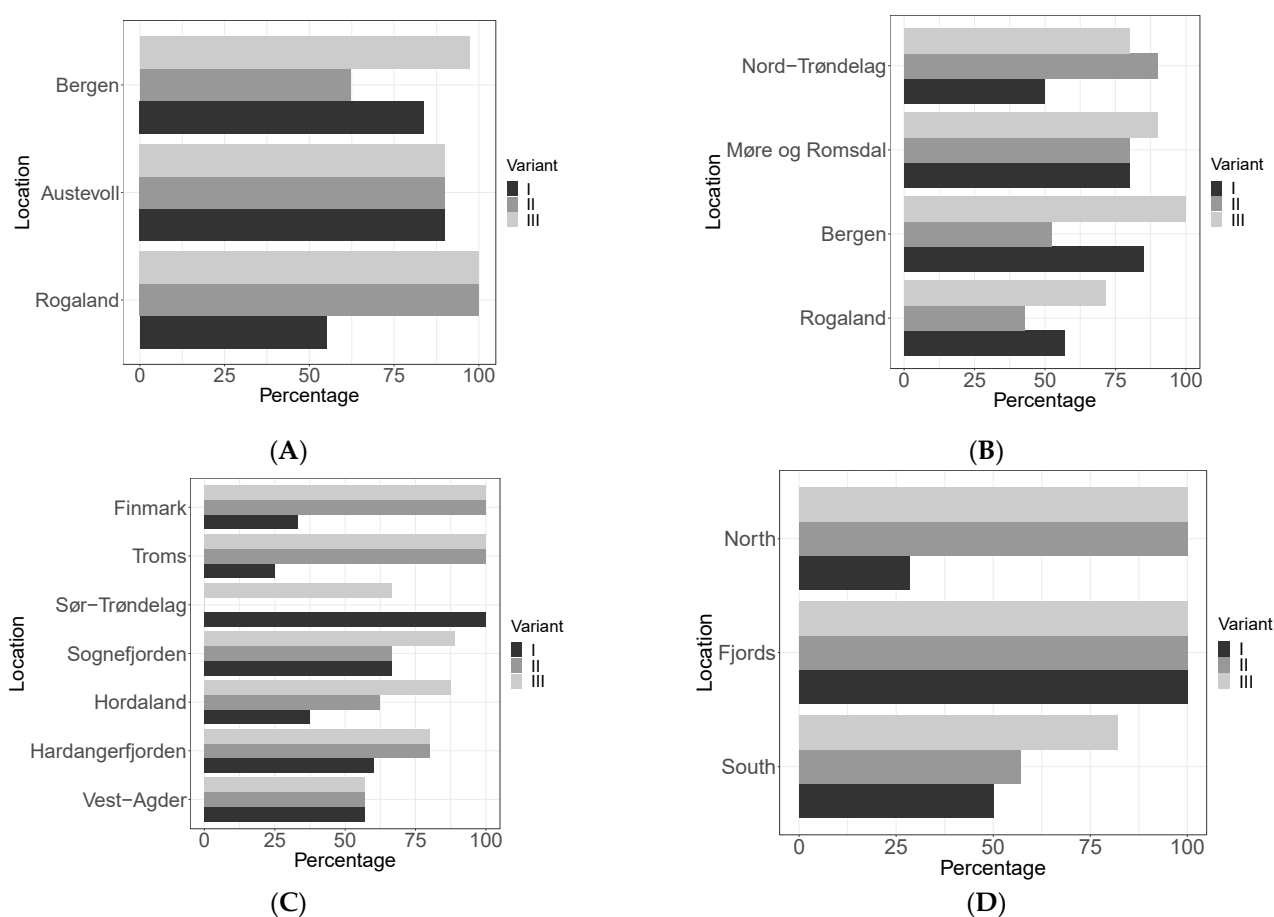 Bergen
Austevoll
Rogaland
Location
0 25 50 75 100
Percentage
Variant
I
II
III
(A)
Nord−Trøndelag
Møre og Romsdal
Bergen
Rogaland
Location
0 25 50 75 100
Percentage
Variant
I
II
III
(B)
Finmark
Troms
Sør−Trøndelag
Sognefjorden
Hordaland
Hardangerfjorden
Vest−Agder
Location
0 25 50 75 100
Percentage
Variant
I
II
III
(C)
North
Fjords
South
Location
0 25 50 75 100
Percentage
Variant
I
II
III
(D)